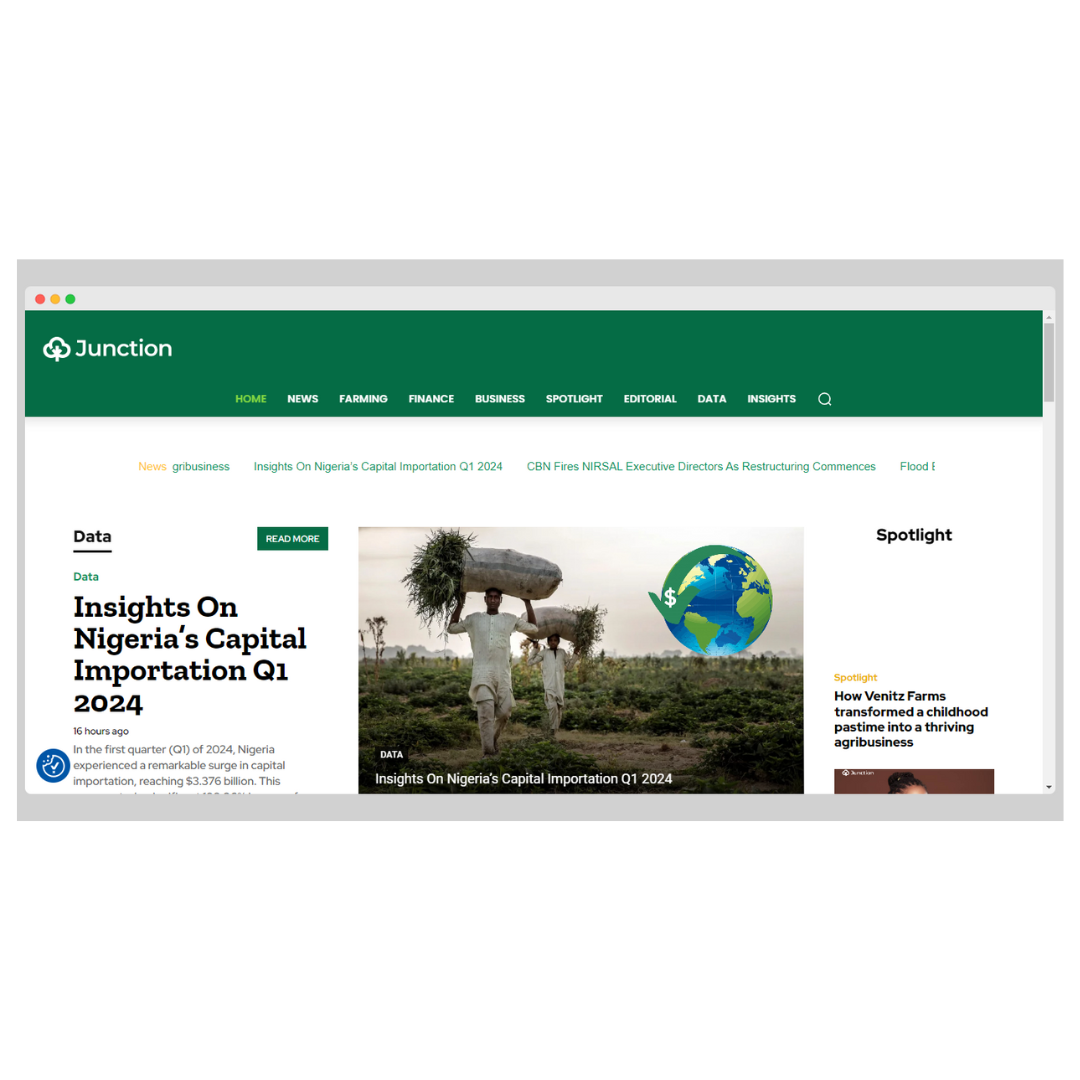 Junction
HOME NEWS FARMING FINANCE BUSINESS SPOTLIGHT EDITORIAL DATA INSIGHTS
News gribusiness Insights On Nigeria's Capital Importation Q1 2024 CBN Fires NIRSAL Executive Directors As Restructuring Commences Flood
Data
READ MORE
Data
Insights On
Nigeria's Capital
Importation Q1
2024
16 hours ago
In the first quarter (Q1) of 2024, Nigeria
experienced a remarkable surge in capital
importation, reaching $3.376 billion. This
$
DATA
Insights On Nigeria's Capital Importation Q1 2024
Spotlight
Spotlight
How Venitz Farms
transformed a childhood
pastime into a thriving
agribusiness
Junction